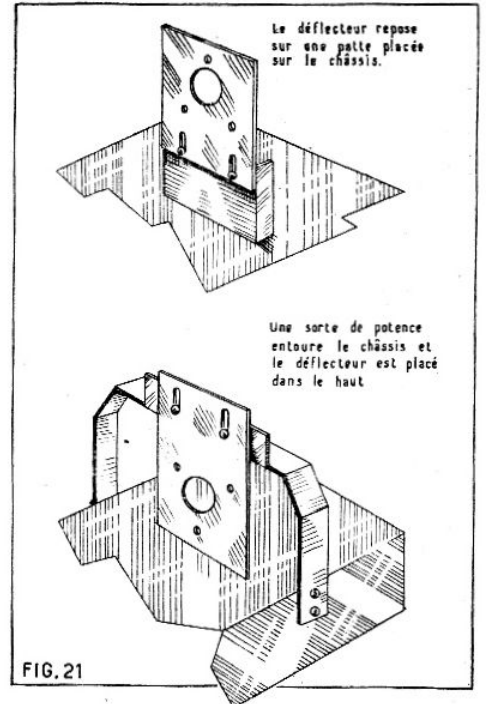 Le déflecteur repose
sur une patte placée
sur le châssis.
Une sorte de potence
entoure le châssis et
le déflecteur est placé
dans le haut
FIG.21